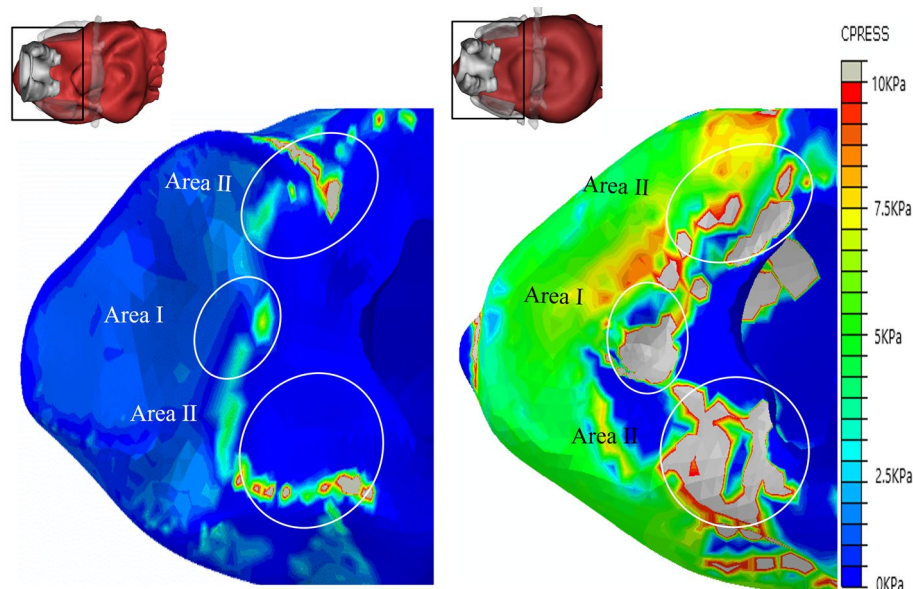 CPRESS
10KPa
7.5KPa
5KPa
2.5KPa
0KPa
Area II
Area I
Area II
Area II
Area I
Area II